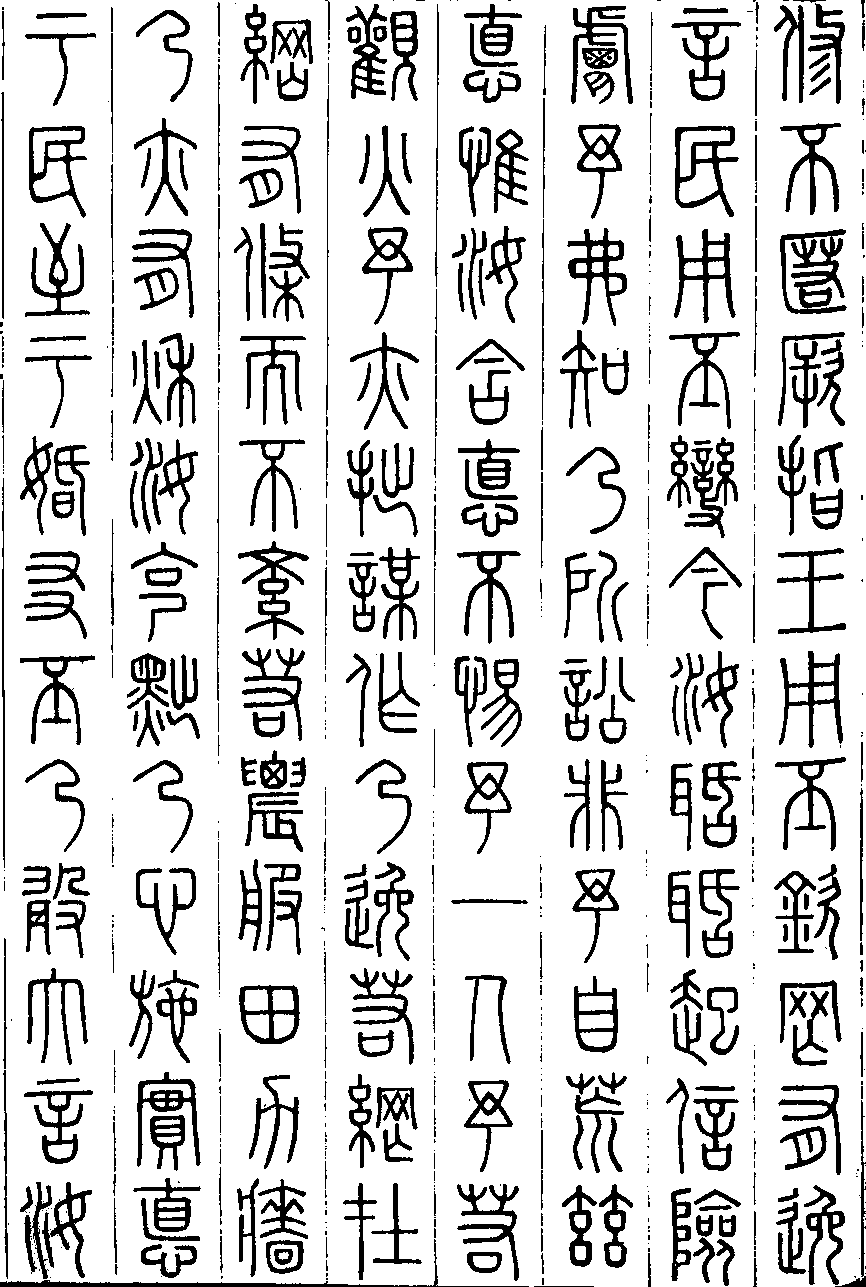 修不匿厥指王用丕欽罔有逸
言民用丕變今汝聒聒起信險
膚予弗知乃所訟非予自荒茲
德惟汝含德不惕予一人予若
觀火予亦拙謀作乃逸若網在
綱有條而不紊若農服田力穡
乃亦有秋汝克黜乃心施實德
于民至于婚友丕乃敢大言汝